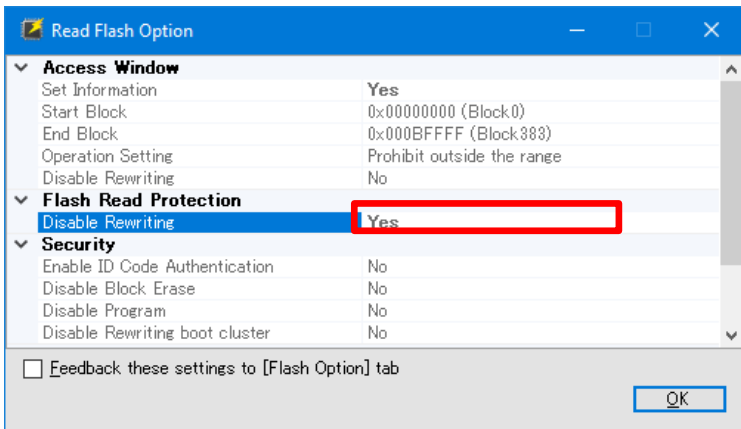 Read Flash Option
Access Window
Set Information Yes
Start Block 0x00000000 (Block0)
End Block 0x000BFFFF (Block383)
Operation Setting Prohibit outside the range
Disable Rewriting No
Flash Read Protection
Disable Rewriting Yes
Security
Enable ID Code Authentication No
Disable Block Erase No
Disable Program No
Disable Rewriting boot cluster No
Feedback these settings to [Flash Option] tab
OK